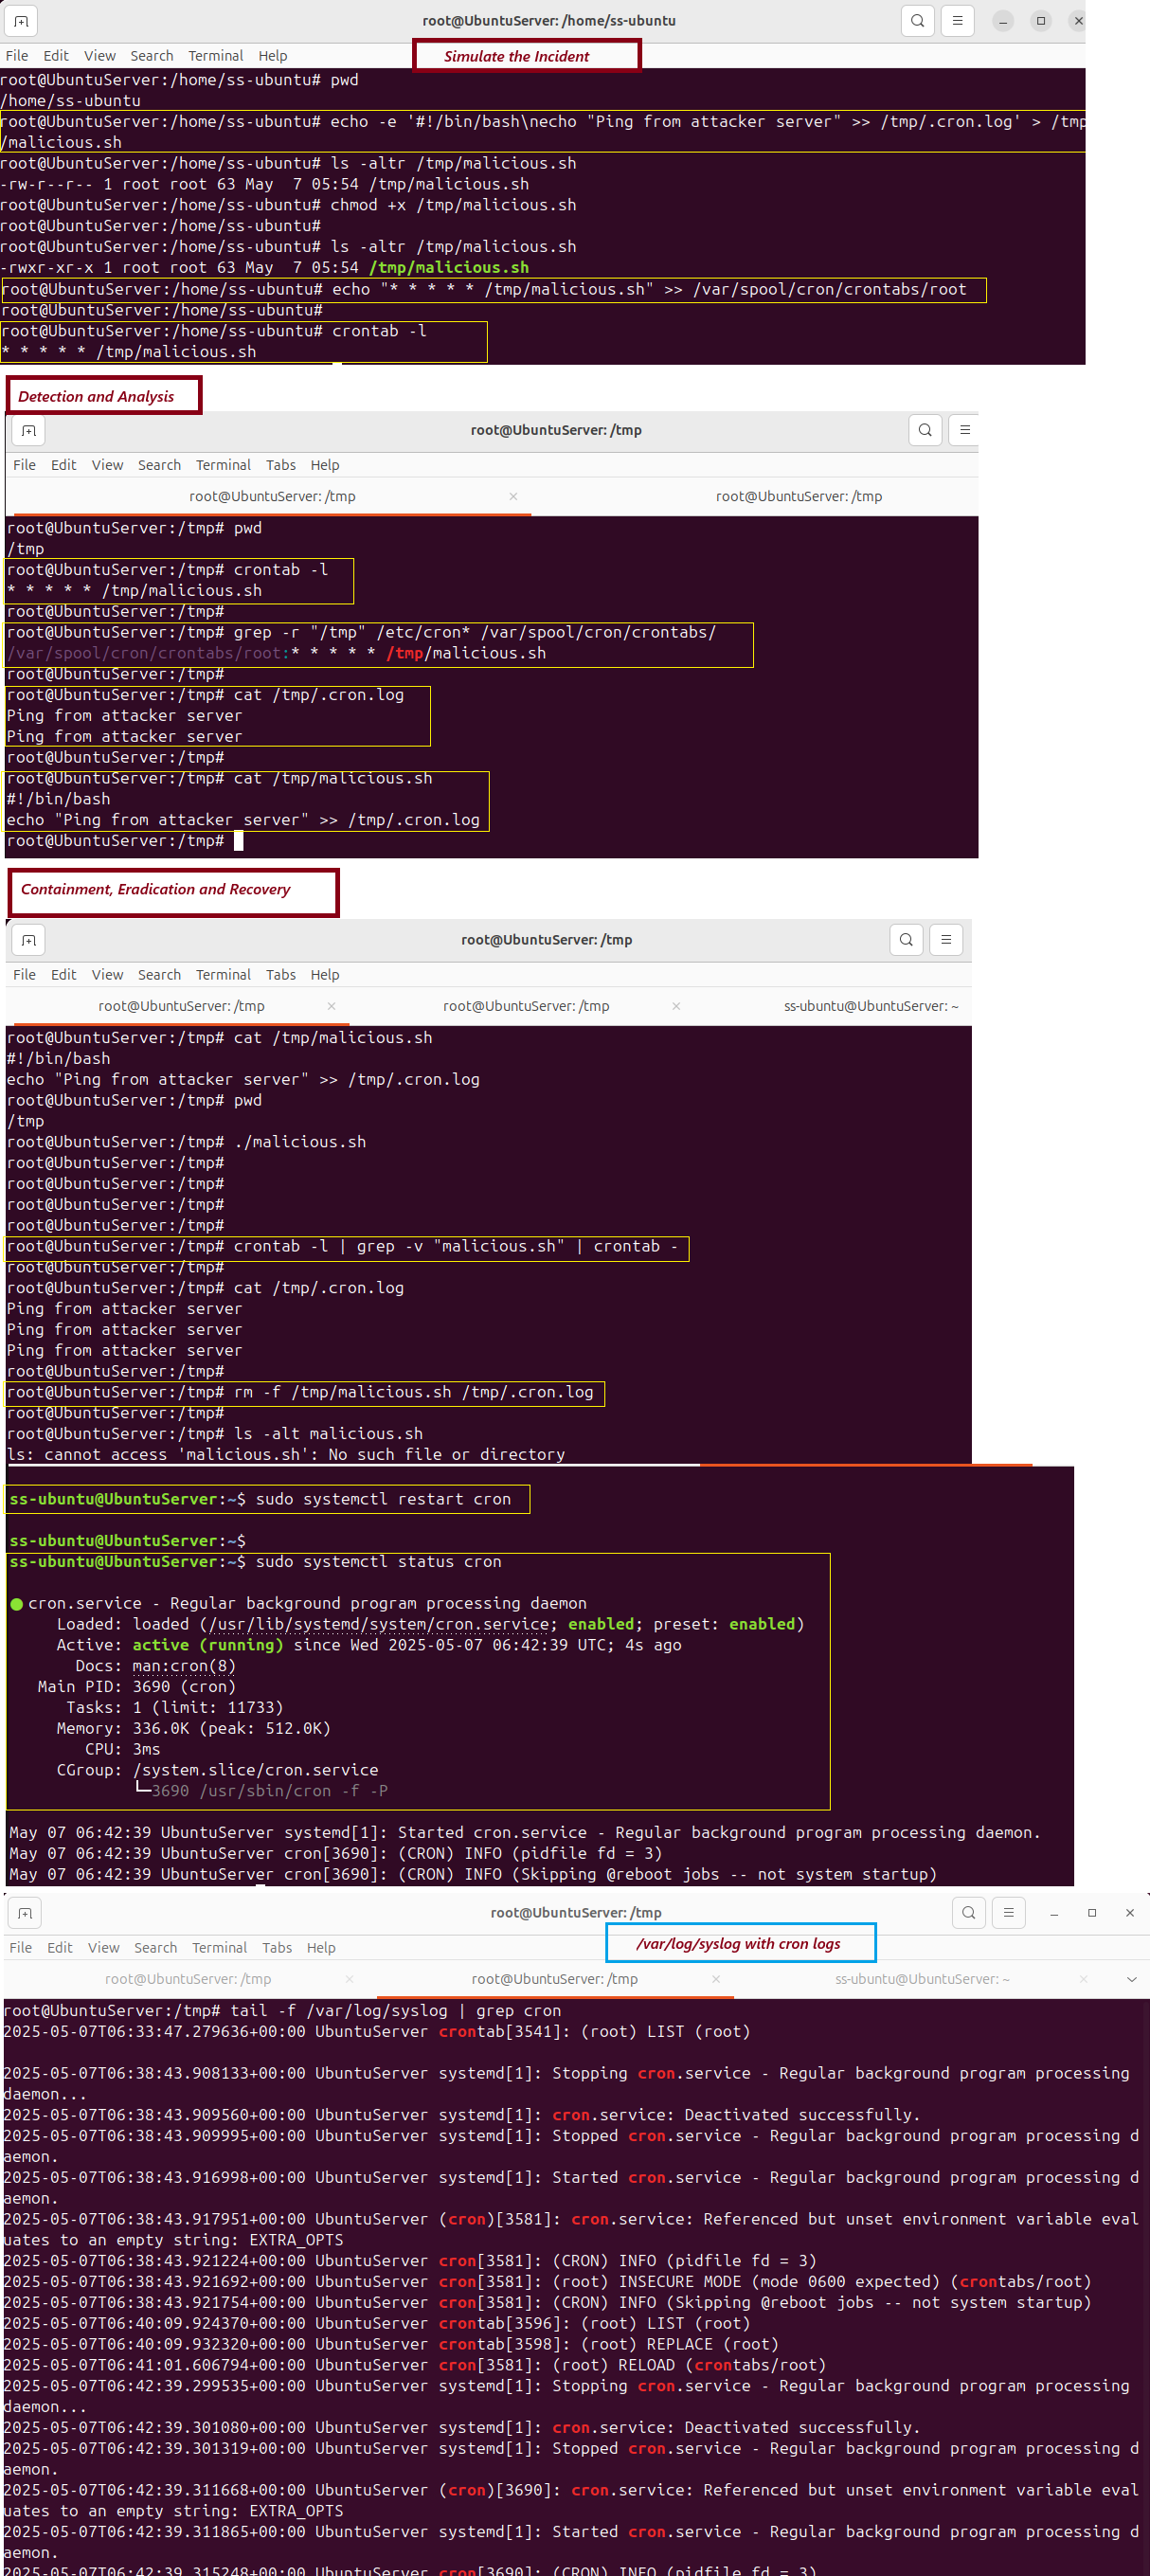 root@UbuntuServer: /home/ss-ubuntu
File Edit View Search Terminal Help
Simulate the Incident
root@UbuntuServer:/home/ss-ubuntu# pwd
/home/ss-ubuntu
root@UbuntuServer:/home/ss-ubuntu# echo -e '#!/bin/bash\necho "Ping from attacker server" >> /tmp/.cron.log' > /tmp
/malicious.sh
root@UbuntuServer:/home/ss-ubuntu# ls -altr /tmp/malicious.sh
-rw-r--r-- 1 root root 63 May  7 05:54 /tmp/malicious.sh
root@UbuntuServer:/home/ss-ubuntu# chmod +x /tmp/malicious.sh
root@UbuntuServer:/home/ss-ubuntu#
root@UbuntuServer:/home/ss-ubuntu# ls -altr /tmp/malicious.sh
-rwxr-xr-x 1 root root 63 May  7 05:54 /tmp/malicious.sh
root@UbuntuServer:/home/ss-ubuntu# echo "* * * * * /tmp/malicious.sh" >> /var/spool/cron/crontabs/root
root@UbuntuServer:/home/ss-ubuntu#
root@UbuntuServer:/home/ss-ubuntu# crontab -l
* * * * * /tmp/malicious.sh
Detection and Analysis
root@UbuntuServer: /tmp
File Edit View Search Terminal Tabs Help
root@UbuntuServer: /tmp × root@UbuntuServer: /tmp
root@UbuntuServer:/tmp# pwd
/tmp
root@UbuntuServer:/tmp# crontab -l
* * * * * /tmp/malicious.sh
root@UbuntuServer:/tmp#
root@UbuntuServer:/tmp# grep -r "/tmp" /etc/cron* /var/spool/cron/crontabs/
/var/spool/cron/crontabs/root:* * * * * /tmp/malicious.sh
root@UbuntuServer:/tmp#
root@UbuntuServer:/tmp# cat /tmp/.cron.log
Ping from attacker server
Ping from attacker server
root@UbuntuServer:/tmp#
root@UbuntuServer:/tmp# cat /tmp/malicious.sh
#!/bin/bash
echo "Ping from attacker server" >> /tmp/.cron.log
root@UbuntuServer:/tmp#
Containment, Eradication and Recovery
root@UbuntuServer: /tmp
File Edit View Search Terminal Tabs Help
root@UbuntuServer: /tmp × root@UbuntuServer: /tmp × ss-ubuntu@UbuntuServer: ~
root@UbuntuServer:/tmp# cat /tmp/malicious.sh
#!/bin/bash
echo "Ping from attacker server" >> /tmp/.cron.log
root@UbuntuServer:/tmp# pwd
/tmp
root@UbuntuServer:/tmp# ./malicious.sh
root@UbuntuServer:/tmp#
root@UbuntuServer:/tmp#
root@UbuntuServer:/tmp#
root@UbuntuServer:/tmp#
root@UbuntuServer:/tmp# crontab -l | grep -v "malicious.sh" | crontab -
root@UbuntuServer:/tmp#
root@UbuntuServer:/tmp# cat /tmp/.cron.log
Ping from attacker server
Ping from attacker server
Ping from attacker server
root@UbuntuServer:/tmp#
root@UbuntuServer:/tmp# rm -f /tmp/malicious.sh /tmp/.cron.log
root@UbuntuServer:/tmp#
root@UbuntuServer:/tmp# ls -alt malicious.sh
ls: cannot access 'malicious.sh': No such file or directory
ss-ubuntu@UbuntuServer:~$ sudo systemctl restart cron
ss-ubuntu@UbuntuServer:~$
ss-ubuntu@UbuntuServer:~$ sudo systemctl status cron
● cron.service - Regular background program processing daemon
Loaded: loaded (/usr/lib/systemd/system/cron.service; enabled; preset: enabled)
Active: active (running) since Wed 2025-05-07 06:42:39 UTC; 4s ago
Docs: man:cron(8)
Main PID: 3690 (cron)
Tasks: 1 (limit: 11733)
Memory: 336.0K (peak: 512.0K)
CPU: 3ms
CGroup: /system.slice/cron.service
└─3690 /usr/sbin/cron -f -P
May 07 06:42:39 UbuntuServer systemd[1]: Started cron.service - Regular background program processing daemon.
May 07 06:42:39 UbuntuServer cron[3690]: (CRON) INFO (pidfile fd = 3)
May 07 06:42:39 UbuntuServer cron[3690]: (CRON) INFO (Skipping @reboot jobs -- not system startup)
root@UbuntuServer: /tmp
File Edit View Search Terminal Tabs Help
/var/log/syslog with cron logs
root@UbuntuServer: /tmp × root@UbuntuServer: /tmp × ss-ubuntu@UbuntuServer: ~ ×
root@UbuntuServer:/tmp# tail -f /var/log/syslog | grep cron
2025-05-07T06:33:47.279636+00:00 UbuntuServer crontab[3541]: (root) LIST (root)
2025-05-07T06:38:43.908133+00:00 UbuntuServer systemd[1]: Stopping cron.service - Regular background program processing
daemon...
2025-05-07T06:38:43.909560+00:00 UbuntuServer systemd[1]: cron.service: Deactivated successfully.
2025-05-07T06:38:43.909995+00:00 UbuntuServer systemd[1]: Stopped cron.service - Regular background program processing d
aemon.
2025-05-07T06:38:43.916998+00:00 UbuntuServer systemd[1]: Started cron.service - Regular background program processing d
aemon.
2025-05-07T06:38:43.917951+00:00 UbuntuServer (cron)[3581]: cron.service: Referenced but unset environment variable eval
uates to an empty string: EXTRA_OPTS
2025-05-07T06:38:43.921224+00:00 UbuntuServer cron[3581]: (CRON) INFO (pidfile fd = 3)
2025-05-07T06:38:43.921692+00:00 UbuntuServer cron[3581]: (root) INSECURE MODE (mode 0600 expected) (crontabs/root)
2025-05-07T06:38:43.921754+00:00 UbuntuServer cron[3581]: (CRON) INFO (Skipping @reboot jobs -- not system startup)
2025-05-07T06:40:09.924370+00:00 UbuntuServer crontab[3596]: (root) LIST (root)
2025-05-07T06:40:09.932320+00:00 UbuntuServer crontab[3598]: (root) REPLACE (root)
2025-05-07T06:41:01.606794+00:00 UbuntuServer cron[3581]: (root) RELOAD (crontabs/root)
2025-05-07T06:42:39.299535+00:00 UbuntuServer systemd[1]: Stopping cron.service - Regular background program processing
daemon...
2025-05-07T06:42:39.301080+00:00 UbuntuServer systemd[1]: cron.service: Deactivated successfully.
2025-05-07T06:42:39.301319+00:00 UbuntuServer systemd[1]: Stopped cron.service - Regular background program processing d
aemon.
2025-05-07T06:42:39.311668+00:00 UbuntuServer (cron)[3690]: cron.service: Referenced but unset environment variable eval
uates to an empty string: EXTRA_OPTS
2025-05-07T06:42:39.311865+00:00 UbuntuServer systemd[1]: Started cron.service - Regular background program processing d
aemon.
2025-05-07T06:42:39.315248+00:00 UbuntuServer cron[3690]: (CRON) INFO (pidfile fd = 3)